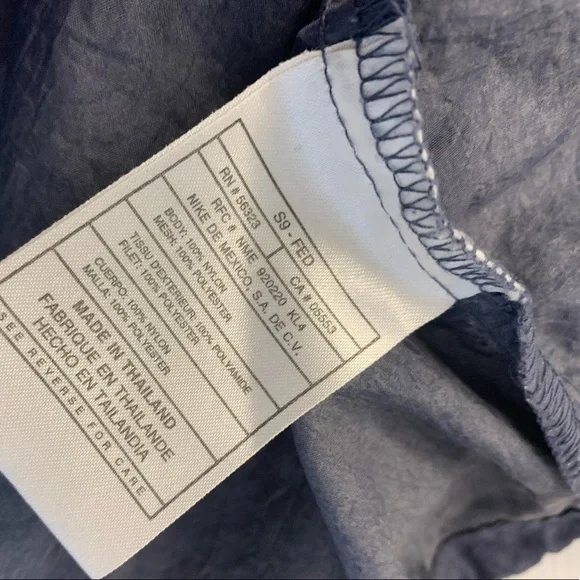 S9 - FED
RN # 56323 CA # 05553
RFC # NME 920220 KL4
NIKE DE MEXICO, S.A. DE C.V.
BODY: 100% NYLON
MESH: 100% POLYESTER
TISSU D'EXTERIEUR: 100% POLYAMIDE
FILET: 100% POLYESTER
CUERPO: 100% NYLON
MALLA: 100% POLYESTER
MADE IN THAILAND
FABRIQUE EN THAILANDE
HECHO EN TAILANDIA
SEE REVERSE FOR CARE